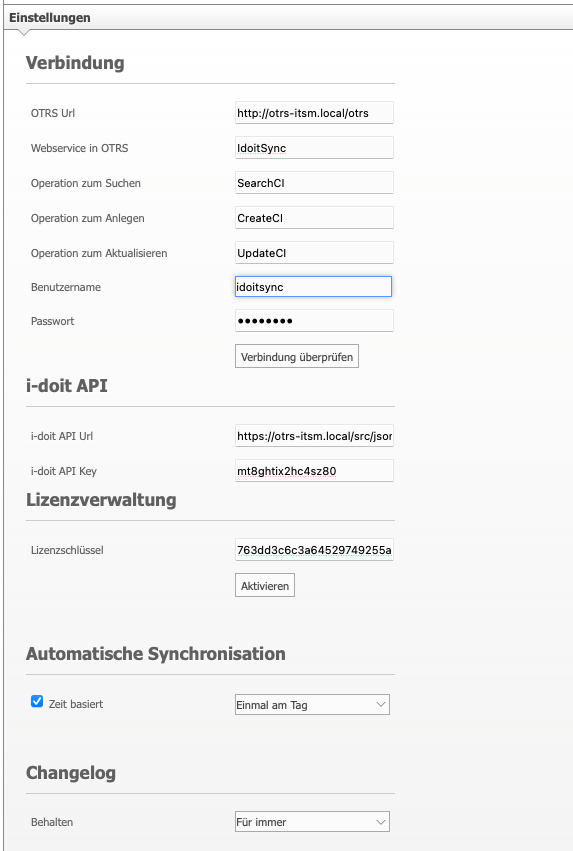 Einstellungen
Verbindung
OTRS Url http://otrs-itsm.local/otrs
Webservice in OTRS IdoitSync
Operation zum Suchen SearchCI
Operation zum Anlegen CreateCI
Operation zum Aktualisieren UpdateCI
Benutzername idoitsync
Passwort ••••••••
Verbindung überprüfen
i-doit API
i-doit API Url https://otrs-itsm.local/src/jsor
i-doit API Key mt8ghtix2hc4sz80
Lizenzverwaltung
Lizenzschlüssel 763dd3c6c3a64529749255a
Aktivieren
Automatische Synchronisation
Zeit basiert Einmal am Tag
Changelog
Behalten Für immer